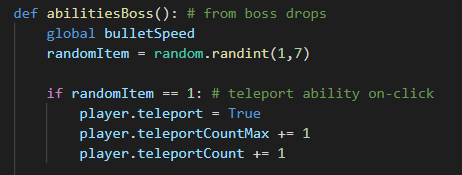 def abilitiesBoss(): # from boss drops
    global bulletSpeed
    randomItem = random.randint(1,7)

    if randomItem == 1: # teleport ability on-click
        player.teleport = True
        player.teleportCountMax += 1
        player.teleportCount += 1